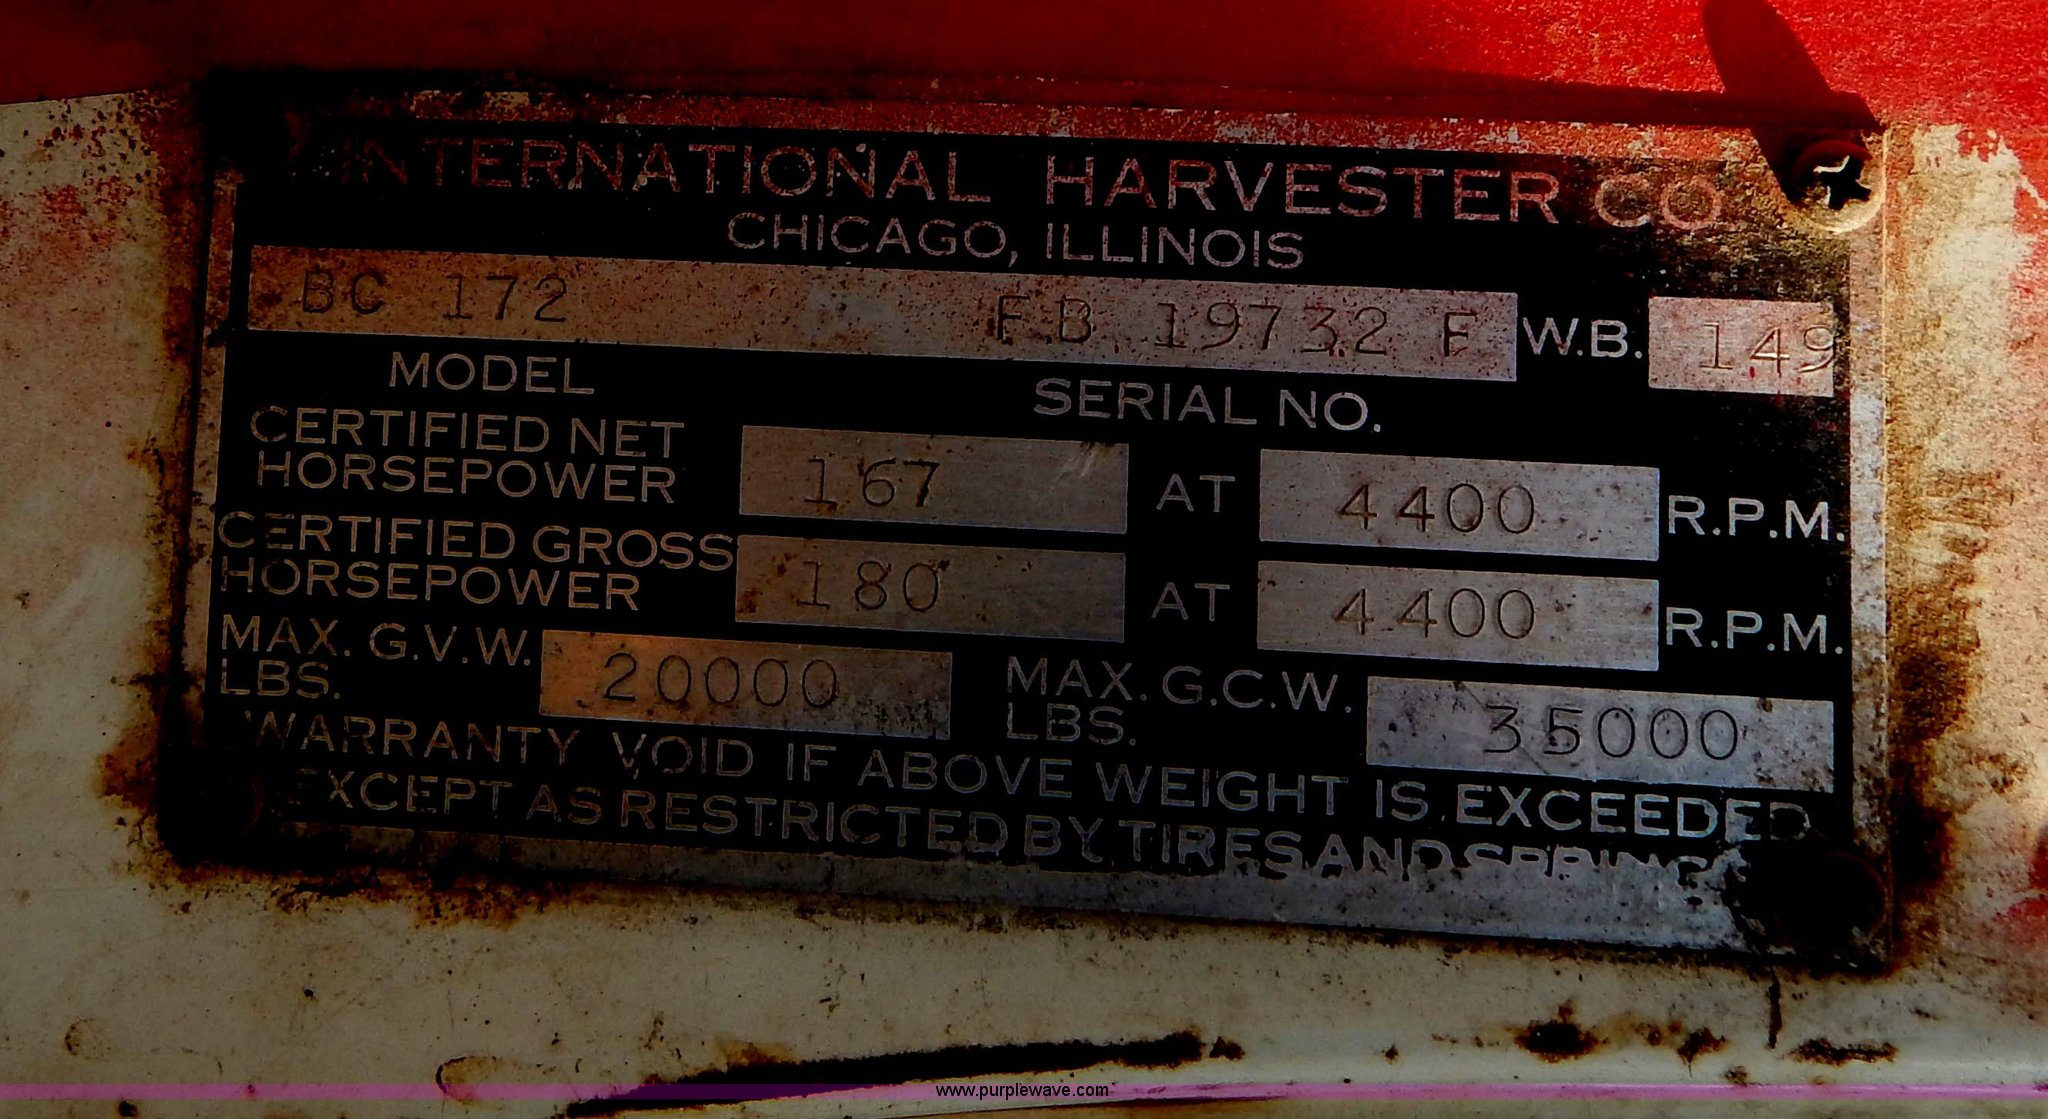 INTERNATIONAL HARVESTER CO
CHICAGO, ILLINOIS
BC 172 FB 19732 F W.B. 149
MODEL SERIAL NO.
CERTIFIED NET
HORSEPOWER 167 AT 4400 R.P.M.
CERTIFIED GROSS
HORSEPOWER 180 AT 4400 R.P.M.
MAX. G.V.W.
LBS. 20000 MAX. G.C.W.
LBS. 35000
WARRANTY VOID IF ABOVE WEIGHT IS EXCEEDED
EXCEPT AS RESTRICTED BY TIRES AND SPRINGS
www.purplewave.com